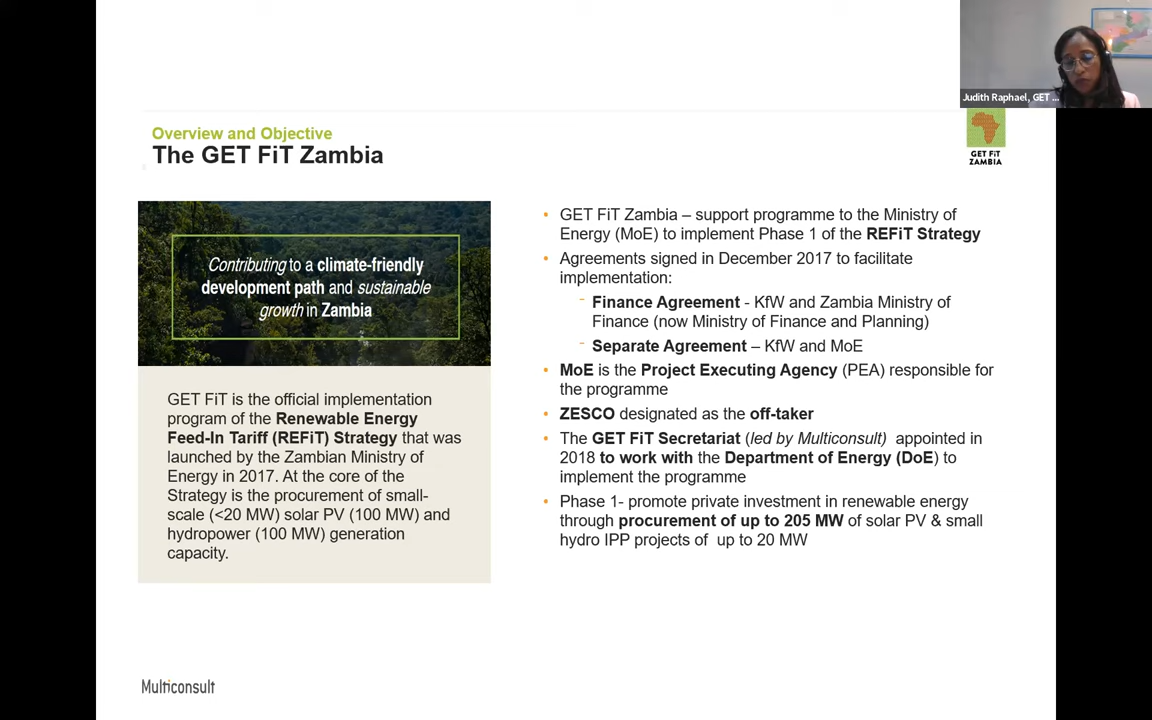 Judith Raphael, GET ...
Overview and Objective
The GET FiT Zambia
GET FiT
ZAMBIA
Contributing to a climate-friendly
development path and sustainable
growth in Zambia
GET FiT is the official implementation
program of the Renewable Energy
Feed-In Tariff (REFiT) Strategy that was
launched by the Zambian Ministry of
Energy in 2017. At the core of the
Strategy is the procurement of small-
scale (<20 MW) solar PV (100 MW) and
hydropower (100 MW) generation
capacity.
• GET FiT Zambia – support programme to the Ministry of
Energy (MoE) to implement Phase 1 of the REFiT Strategy
• Agreements signed in December 2017 to facilitate
implementation:
- Finance Agreement - KfW and Zambia Ministry of
Finance (now Ministry of Finance and Planning)
- Separate Agreement – KfW and MoE
• MoE is the Project Executing Agency (PEA) responsible for
the programme
• ZESCO designated as the off-taker
• The GET FiT Secretariat (led by Multiconsult) appointed in
2018 to work with the Department of Energy (DoE) to
implement the programme
• Phase 1- promote private investment in renewable energy
through procurement of up to 205 MW of solar PV & small
hydro IPP projects of up to 20 MW
Multiconsult